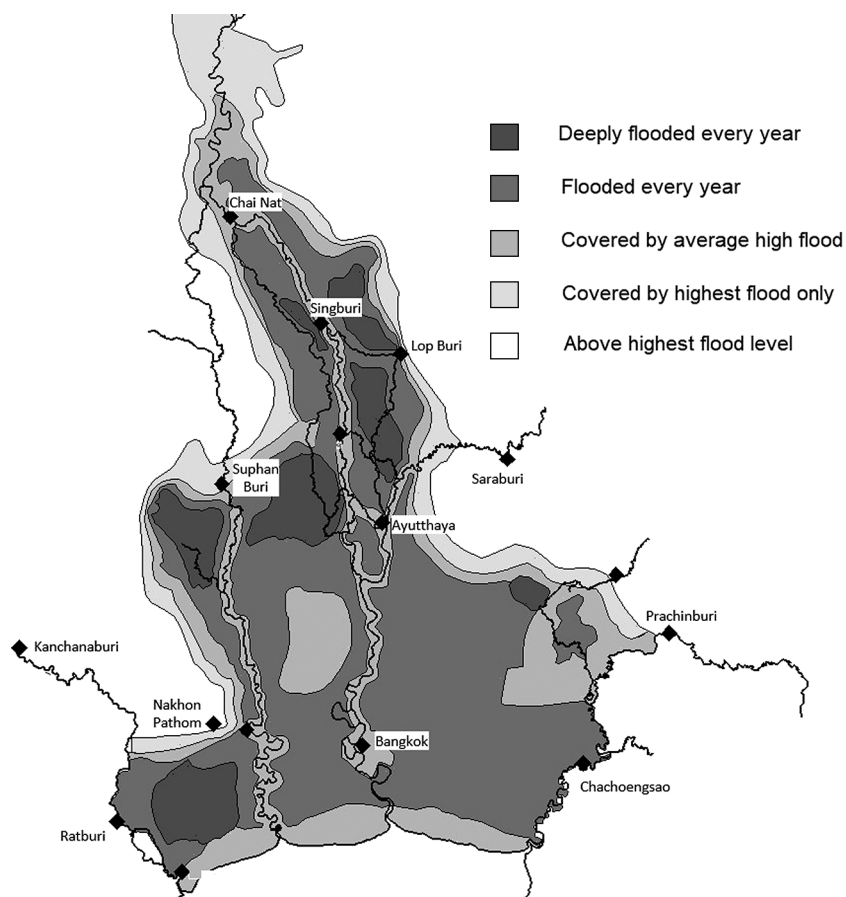 Deeply flooded every year
Flooded every year
Covered by average high flood
Covered by highest flood only
Above highest flood level
Chai Nat
Singburi
Lop Buri
Suphan
Buri
Saraburi
Ayutthaya
Prachinburi
Kanchanaburi
Nakhon
Pathom
Bangkok
Chachoengsao
Ratburi